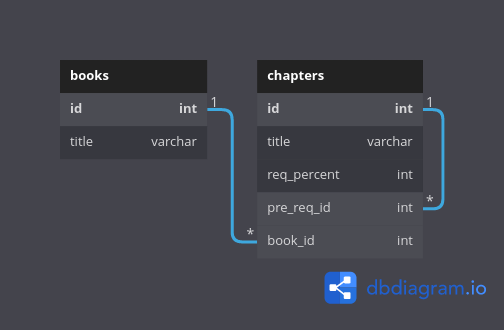 books
id int 1
title varchar
*
chapters
id int 1
title varchar
req_percent int
pre_req_id int *
book_id int
dbdiagram.io